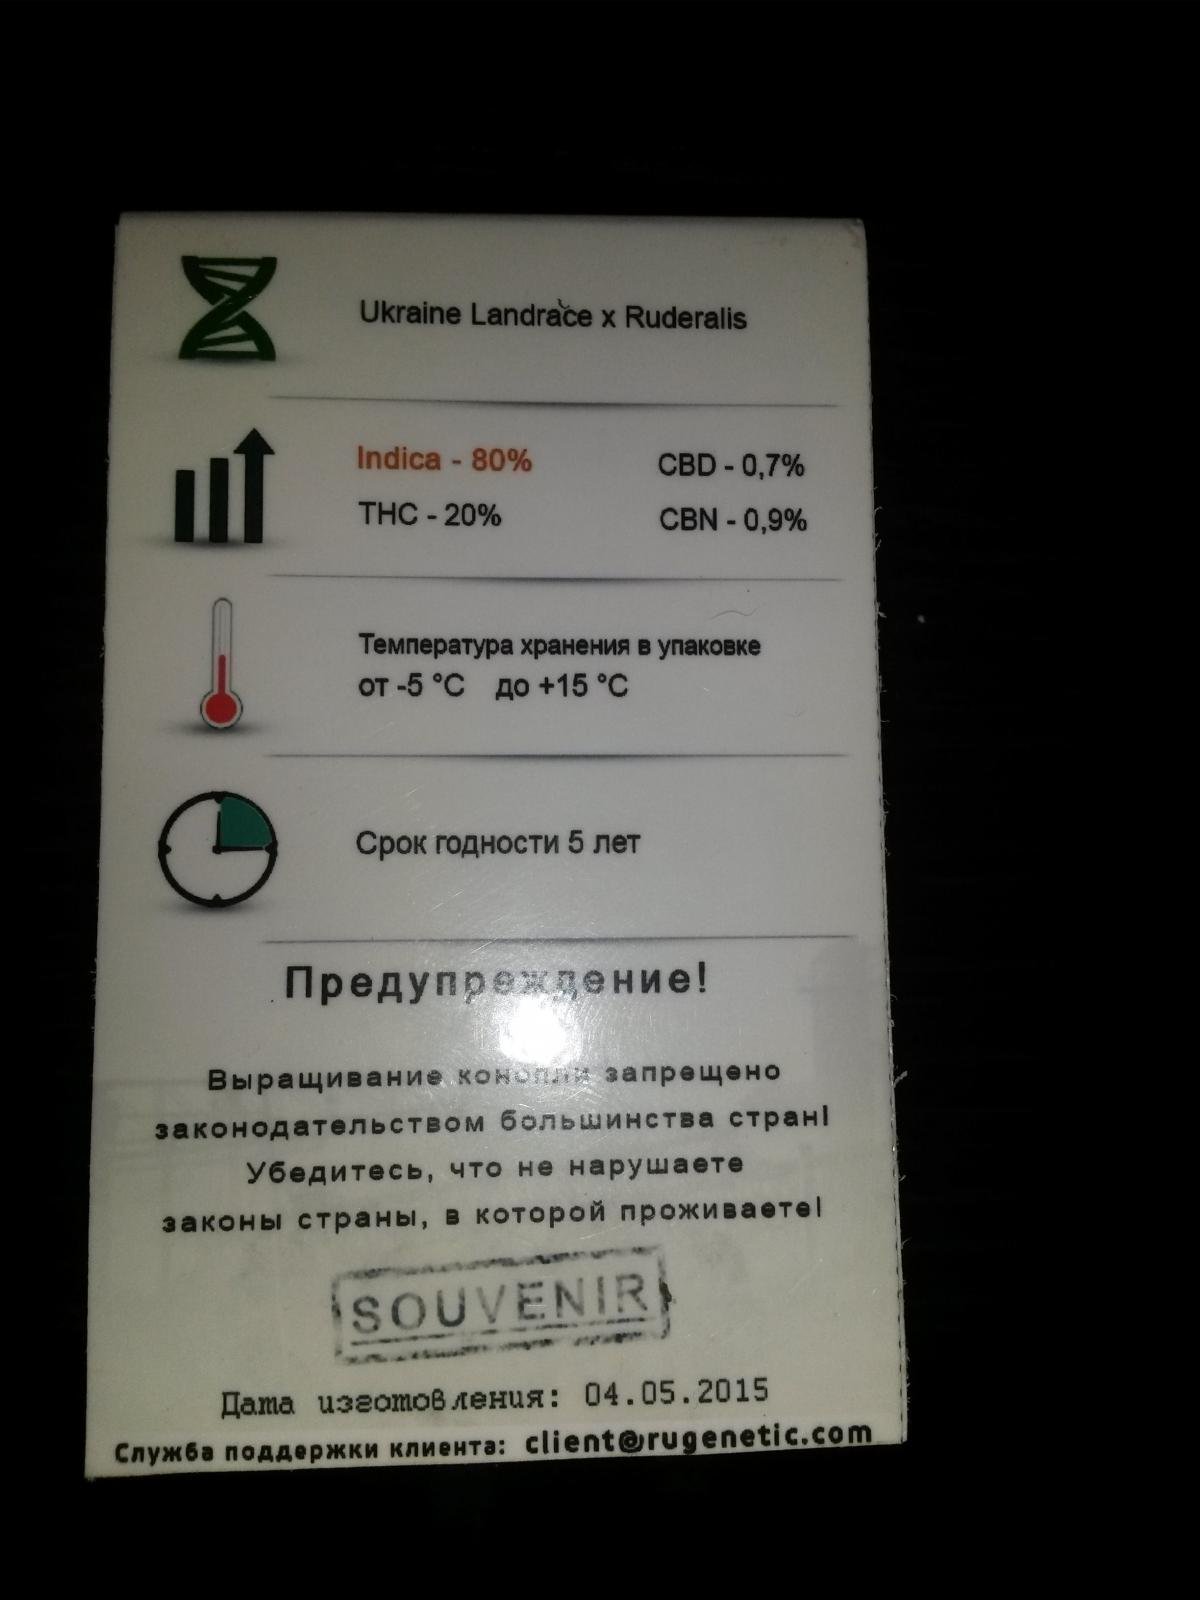 Ukraine Landrace x Ruderalis
Indica - 80% CBD - 0,7%
THC - 20% CBN - 0,9%
Температура хранения в упаковке
от -5 °C до +15 °C
Срок годности 5 лет
Предупреждение!
Выращивание конопли запрещено
законодательством большинства стран!
Убедитесь, что не нарушаете
законы страны, в которой проживаете!
SOUVENIR
Дата изготовления: 04.05.2015
Служба поддержки клиента: client@rugenetic.com